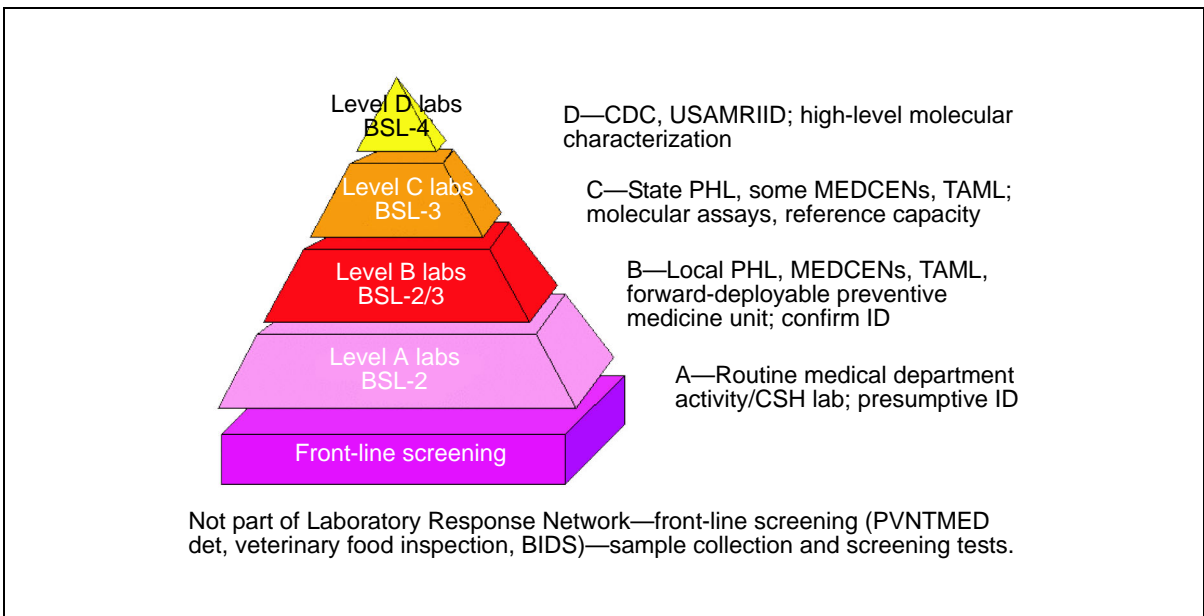 Level D labs
BSL-4
D—CDC, USAMRIID; high-level molecular
characterization
Level C labs
BSL-3
C—State PHL, some MEDCENs, TAML;
molecular assays, reference capacity
Level B labs
BSL-2/3
B—Local PHL, MEDCENs, TAML,
forward-deployable preventive
medicine unit; confirm ID
Level A labs
BSL-2
A—Routine medical department
activity/CSH lab; presumptive ID
Front-line screening
Not part of Laboratory Response Network—front-line screening (PVNTMED
det, veterinary food inspection, BIDS)—sample collection and screening tests.